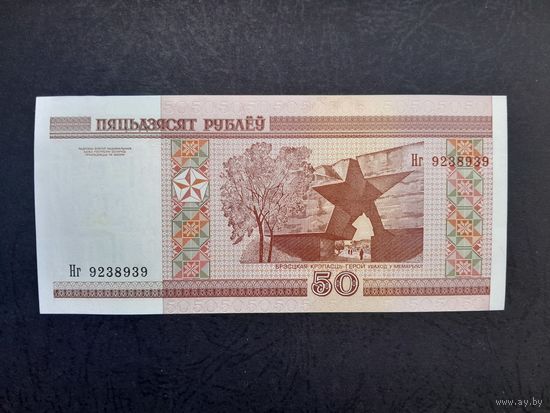 ПЯЦЬДЗЯСЯТ РУБЛЁЎ
Нг 9238939
Нг 9238939
БРЭСЦКАЯ КРЭПАСЦЬ-ГЕРОЙ УВАХОД У МЕМАРЫЯЛ
50
www.ay.by